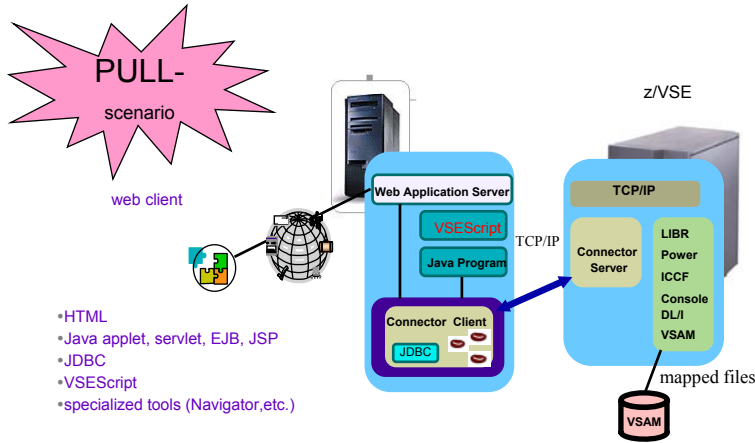 PULL-
scenario
z/VSE
web client
Web Application Server
VSEScript
Java Program
TCP/IP
Connector Client
JDBC
TCP/IP
Connector
Server
LIBR
Power
ICCF
Console
DL/I
VSAM
mapped files
VSAM
•HTML
•Java applet, servlet, EJB, JSP
•JDBC
•VSEScript
•specialized tools (Navigator,etc.)